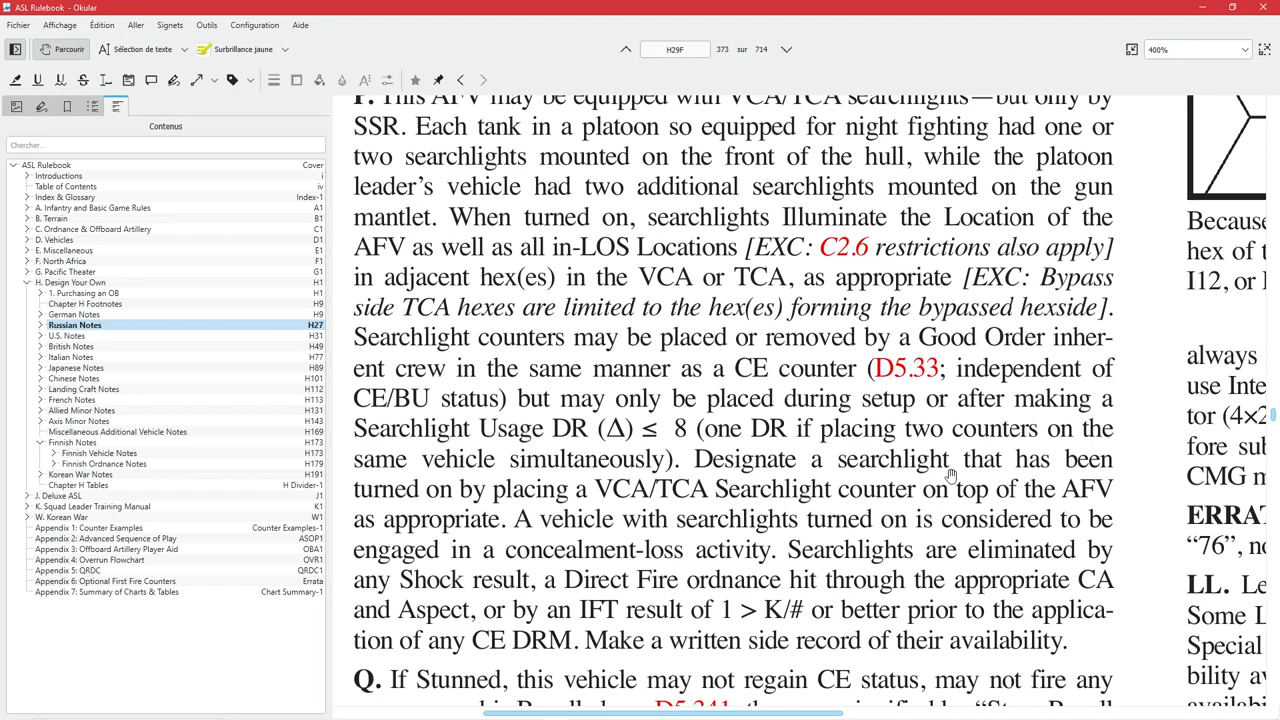 ASL Rulebook - Okular
Fichier Affichage Édition Aller Signets Outils Configuration Aide
Parcourir Sélection de texte Surbrillance jaune H29F 373 sur 714 400%
Contenus
Chercher...
ASL Rulebook Cover
Introductions i
Table of Contents iv
Index & Glossary Index-1
A. Infantry and Basic Game Rules A1
B. Terrain B1
C. Ordnance & Offboard Artillery C1
D. Vehicles D1
E. Miscellaneous E1
F. North Africa F1
G. Pacific Theater G1
H. Design Your Own H1
1. Purchasing an OB H1
Chapter H Footnotes H9
German Notes H9
Russian Notes H27
U.S. Notes H31
British Notes H49
Italian Notes H77
Japanese Notes H89
Chinese Notes H101
Landing Craft Notes H112
French Notes H113
Allied Minor Notes H131
Axis Minor Notes H143
Miscellaneous Additional Vehicle Notes H169
Finnish Notes H173
Finnish Vehicle Notes H173
Finnish Ordnance Notes H179
Korean War Notes H191
Chapter H Tables H Divider-1
J. Deluxe ASL J1
K. Squad Leader Training Manual K1
W. Korean War W1
Appendix 1: Counter Examples Counter Examples-1
Appendix 2: Advanced Sequence of Play ASOP1
Appendix 3: Offboard Artillery Player Aid OBA1
Appendix 4: Overrun Flowchart OVR1
Appendix 5: QRDC QRDC1
Appendix 6: Optional First Fire Counters Errata
Appendix 7: Summary of Charts & Tables Chart Summary-1
This AFV may be equipped with VCA/TCA searchlights—but only by
SSR. Each tank in a platoon so equipped for night fighting had one or
two searchlights mounted on the front of the hull, while the platoon
leader's vehicle had two additional searchlights mounted on the gun
mantlet. When turned on, searchlights Illuminate the Location of the
AFV as well as all in-LOS Locations [EXC: C2.6 restrictions also apply]
in adjacent hex(es) in the VCA or TCA, as appropriate [EXC: Bypass
side TCA hexes are limited to the hex(es) forming the bypassed hexside].
Searchlight counters may be placed or removed by a Good Order inher-
ent crew in the same manner as a CE counter (D5.33; independent of
CE/BU status) but may only be placed during setup or after making a
Searchlight Usage DR (Δ) ≤ 8 (one DR if placing two counters on the
same vehicle simultaneously). Designate a searchlight that has been
turned on by placing a VCA/TCA Searchlight counter on top of the AFV
as appropriate. A vehicle with searchlights turned on is considered to be
engaged in a concealment-loss activity. Searchlights are eliminated by
any Shock result, a Direct Fire ordnance hit through the appropriate CA
and Aspect, or by an IFT result of 1 > K/# or better prior to the applica-
tion of any CE DRM. Make a written side record of their availability.
Q. If Stunned, this vehicle may not regain CE status, may not fire any
Because
hex of
I12, or
always
use Inte
tor (4×2
fore sub
CMG m
ERRAT
"76", no
LL. Le
Some L
Special
bility av